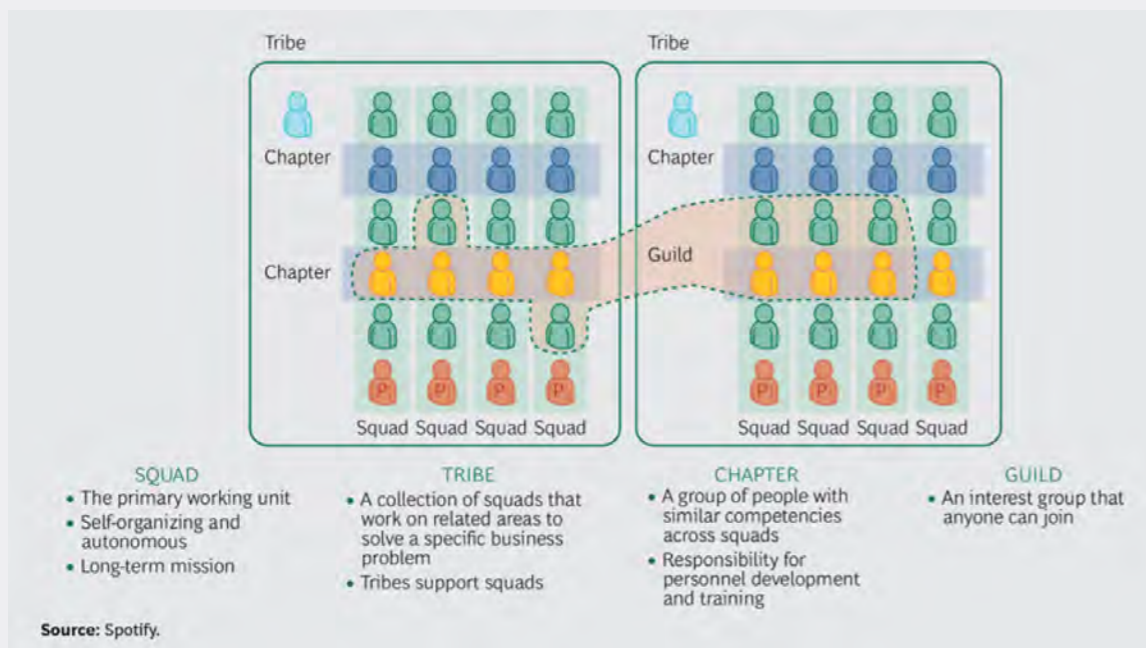 Tribe
Tribe
Chapter
Chapter
Chapter
Guild
P P P P
P P P P
Squad Squad Squad Squad
Squad Squad Squad Squad
SQUAD
• The primary working unit
• Self-organizing and
autonomous
• Long-term mission
TRIBE
• A collection of squads that
work on related areas to
solve a specific business
problem
• Tribes support squads
CHAPTER
• A group of people with
similar competencies
across squads
• Responsibility for
personnel development
and training
GUILD
• An interest group that
anyone can join
Source: Spotify.